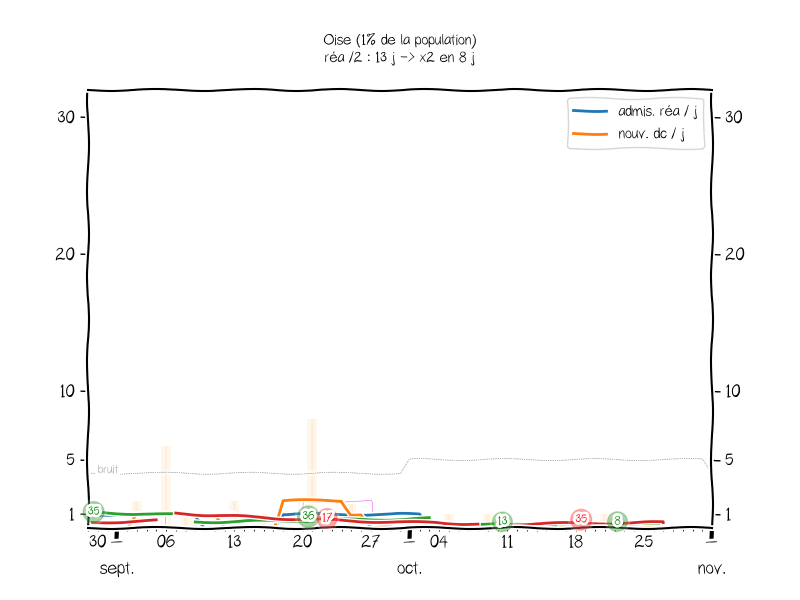 Oise (1% de la population)
réa /2 : 13 j -> x2 en 8 j
admis. réa / j
nouv. dc / j
30 30
20 20
10 10
5 5
bruit
1 1
35 36 17 13 35 8
30 06 13 20 27 04 11 18 25
sept. oct. nov.